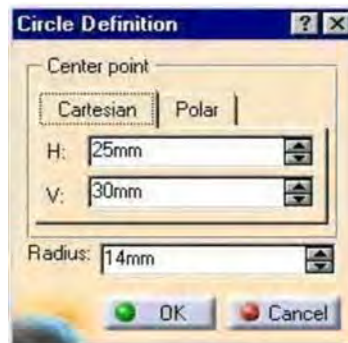 Circle Definition ? X
Center point
Cartesian Polar
H: 25mm
V: 30mm
Radius: 14mm
OK Cancel